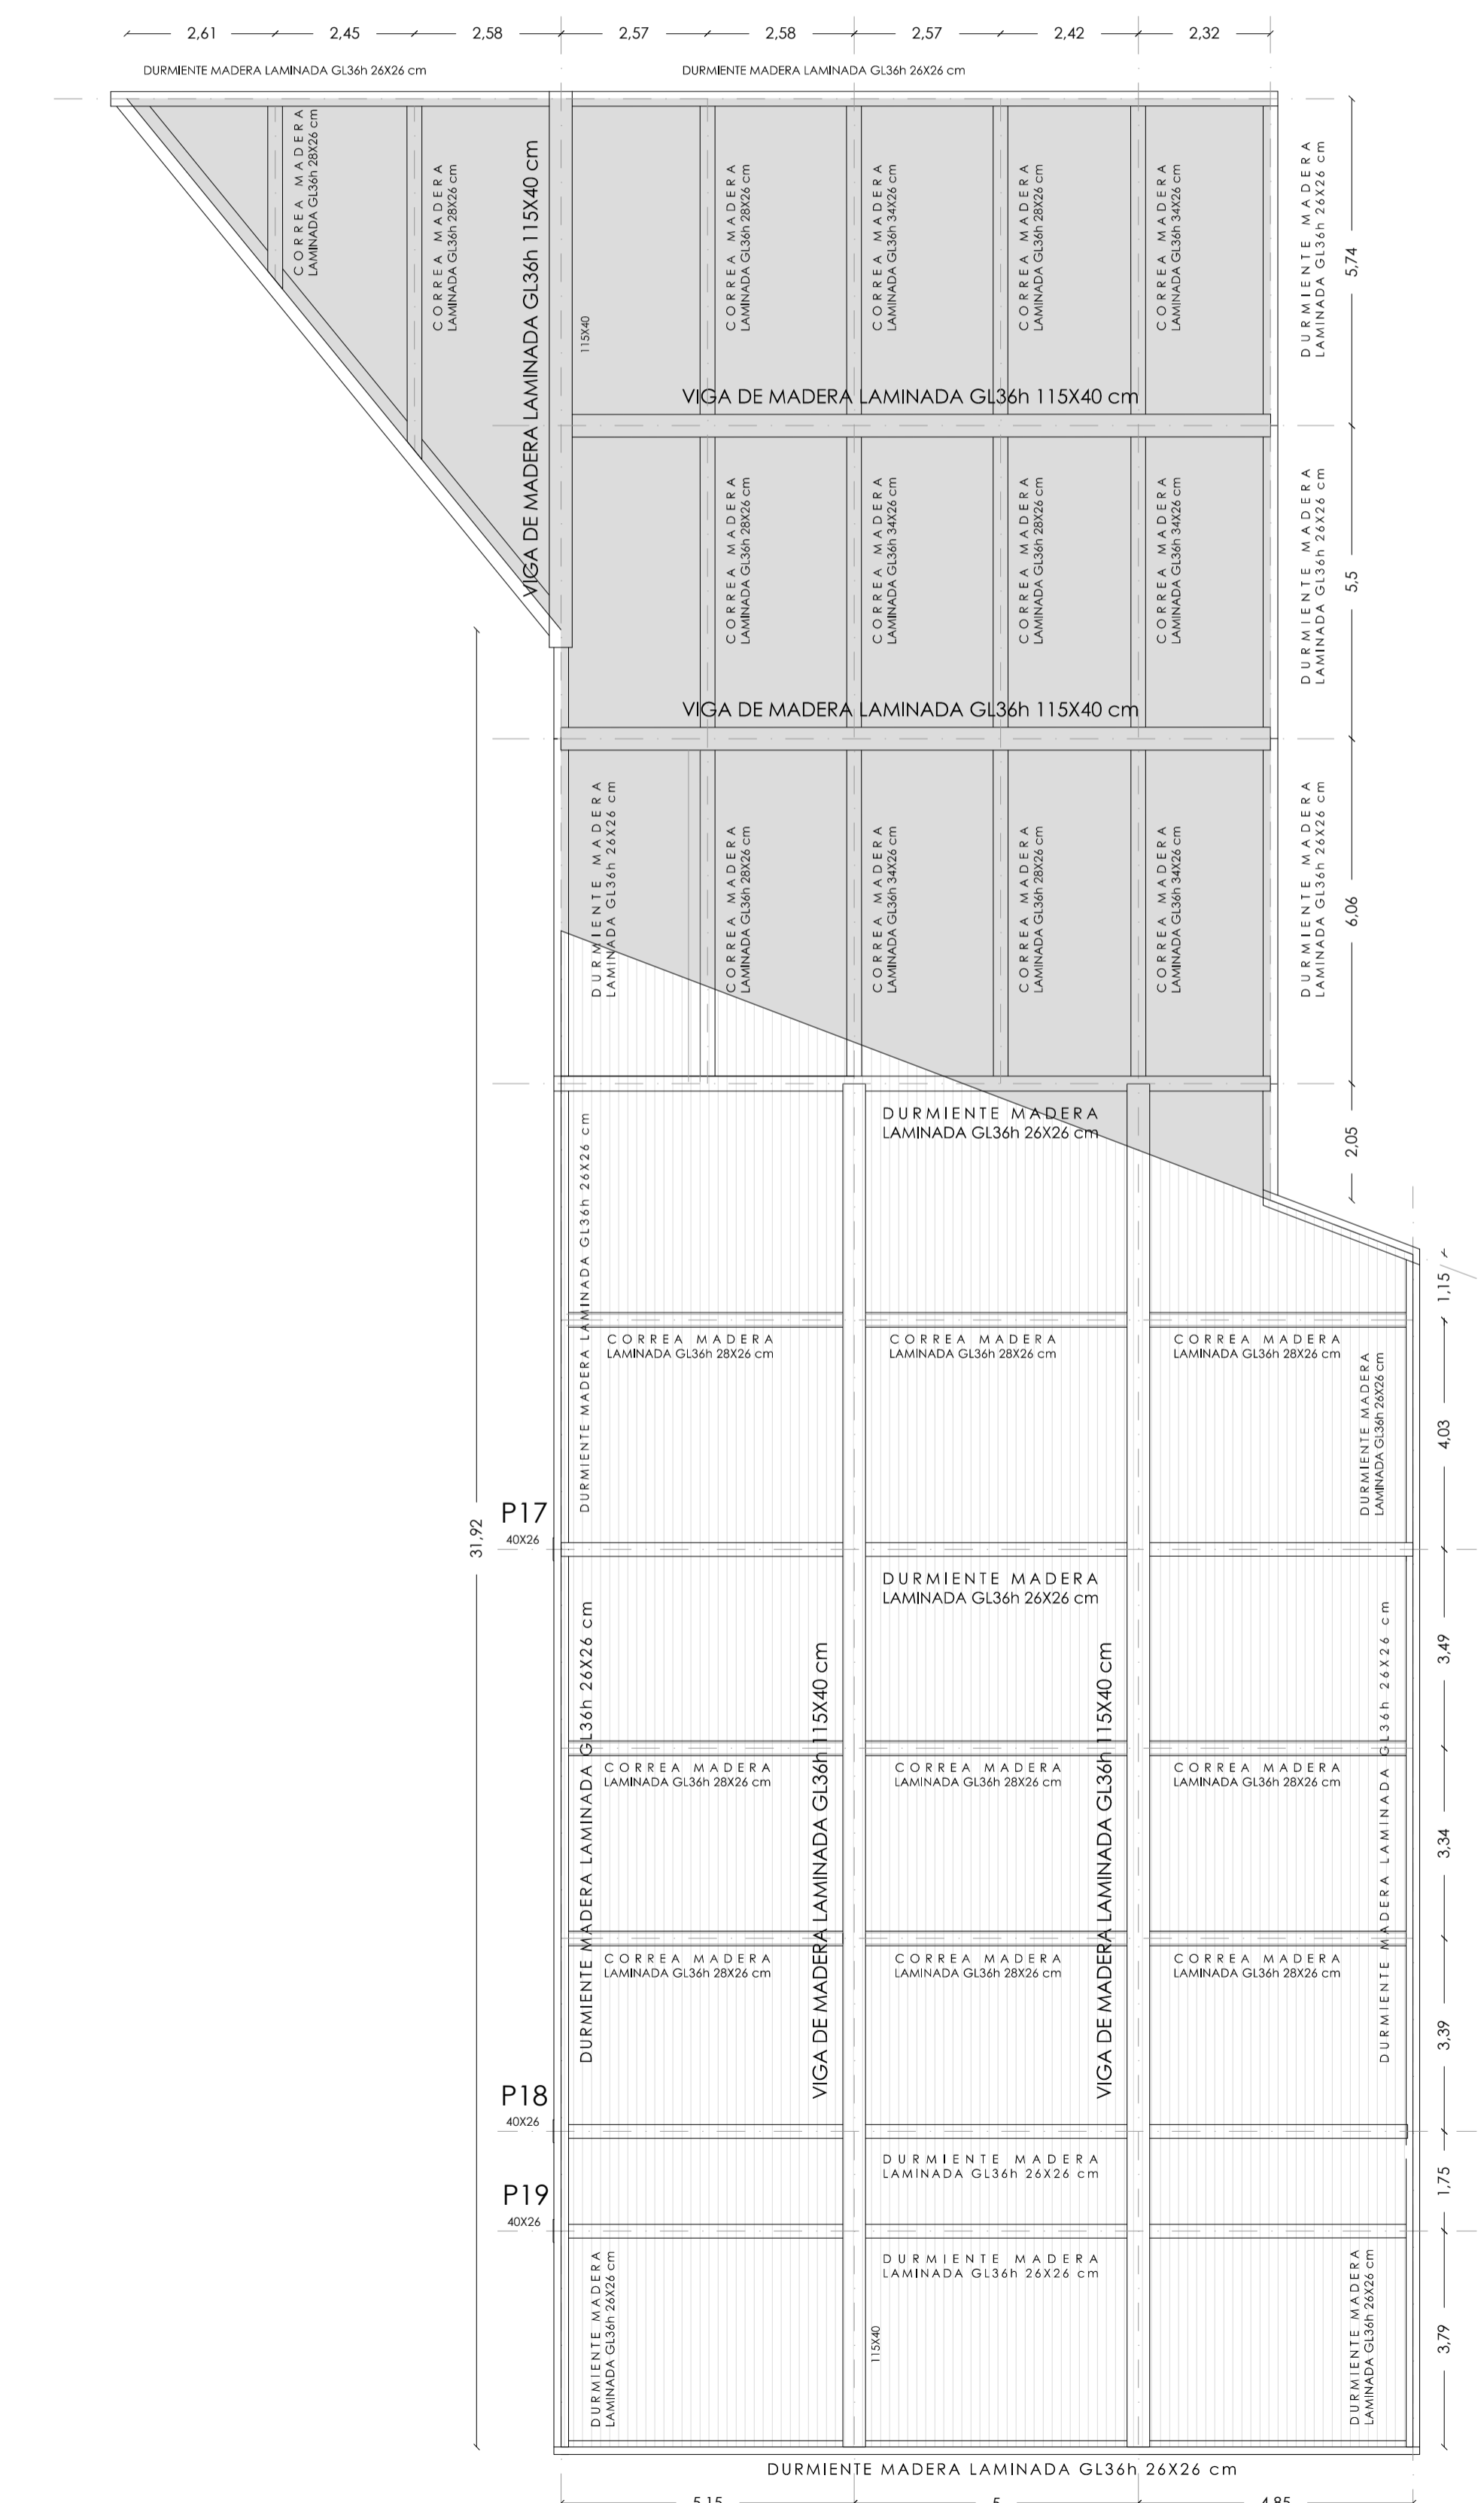 2,61 2,45 2,58 2,57 2,58 2,57 2,42 2,32
DURMIENTE MADERA LAMINADA GL36h 26X26 cm
DURMIENTE MADERA LAMINADA GL36h 26X26 cm
CORREA MADERA
LAMINADA GL36h 28X26 cm
CORREA MADERA
LAMINADA GL36h 28X26 cm
VIGA DE MADERA LAMINADA GL36h 115X40 cm
115X40
CORREA MADERA
LAMINADA GL36h 28X26 cm
CORREA MADERA
LAMINADA GL36h 34X26 cm
CORREA MADERA
LAMINADA GL36h 28X26 cm
CORREA MADERA
LAMINADA GL36h 34X26 cm
DURMIENTE MADERA
LAMINADA GL36h 26X26 cm
5,74
VIGA DE MADERA LAMINADA GL36h 115X40 cm
CORREA MADERA
LAMINADA GL36h 28X26 cm
CORREA MADERA
LAMINADA GL36h 34X26 cm
CORREA MADERA
LAMINADA GL36h 28X26 cm
CORREA MADERA
LAMINADA GL36h 34X26 cm
DURMIENTE MADERA
LAMINADA GL36h 26X26 cm
5,5
VIGA DE MADERA LAMINADA GL36h 115X40 cm
DURMIENTE MADERA
LAMINADA GL36h 26X26 cm
CORREA MADERA
LAMINADA GL36h 28X26 cm
CORREA MADERA
LAMINADA GL36h 34X26 cm
CORREA MADERA
LAMINADA GL36h 28X26 cm
CORREA MADERA
LAMINADA GL36h 34X26 cm
DURMIENTE MADERA
LAMINADA GL36h 26X26 cm
6,06
DURMIENTE MADERA
LAMINADA GL36h 26X26 cm
2,05
DURMIENTE MADERA LAMINADA GL36h 26X26 cm
1,15
CORREA MADERA
LAMINADA GL36h 28X26 cm
CORREA MADERA
LAMINADA GL36h 28X26 cm
CORREA MADERA
LAMINADA GL36h 28X26 cm
DURMIENTE MADERA
LAMINADA GL36h 26X26 cm
4,03
31,92
P17
40X26
DURMIENTE MADERA
LAMINADA GL36h 26X26 cm
DURMIENTE MADERA LAMINADA GL36h 26X26 cm
VIGA DE MADERA LAMINADA GL36h 115X40 cm
VIGA DE MADERA LAMINADA GL36h 115X40 cm
DURMIENTE MADERA LAMINADA GL36h 26X26 cm
3,49
CORREA MADERA
LAMINADA GL36h 28X26 cm
CORREA MADERA
LAMINADA GL36h 28X26 cm
CORREA MADERA
LAMINADA GL36h 28X26 cm
3,34
CORREA MADERA
LAMINADA GL36h 28X26 cm
CORREA MADERA
LAMINADA GL36h 28X26 cm
CORREA MADERA
LAMINADA GL36h 28X26 cm
3,39
P18
40X26
DURMIENTE MADERA
LAMINADA GL36h 26X26 cm
1,75
P19
40X26
DURMIENTE MADERA
LAMINADA GL36h 26X26 cm
DURMIENTE MADERA
LAMINADA GL36h 26X26 cm
115X40
DURMIENTE MADERA
LAMINADA GL36h 26X26 cm
3,79
DURMIENTE MADERA LAMINADA GL36h 26X26 cm
5,15 5 4,85